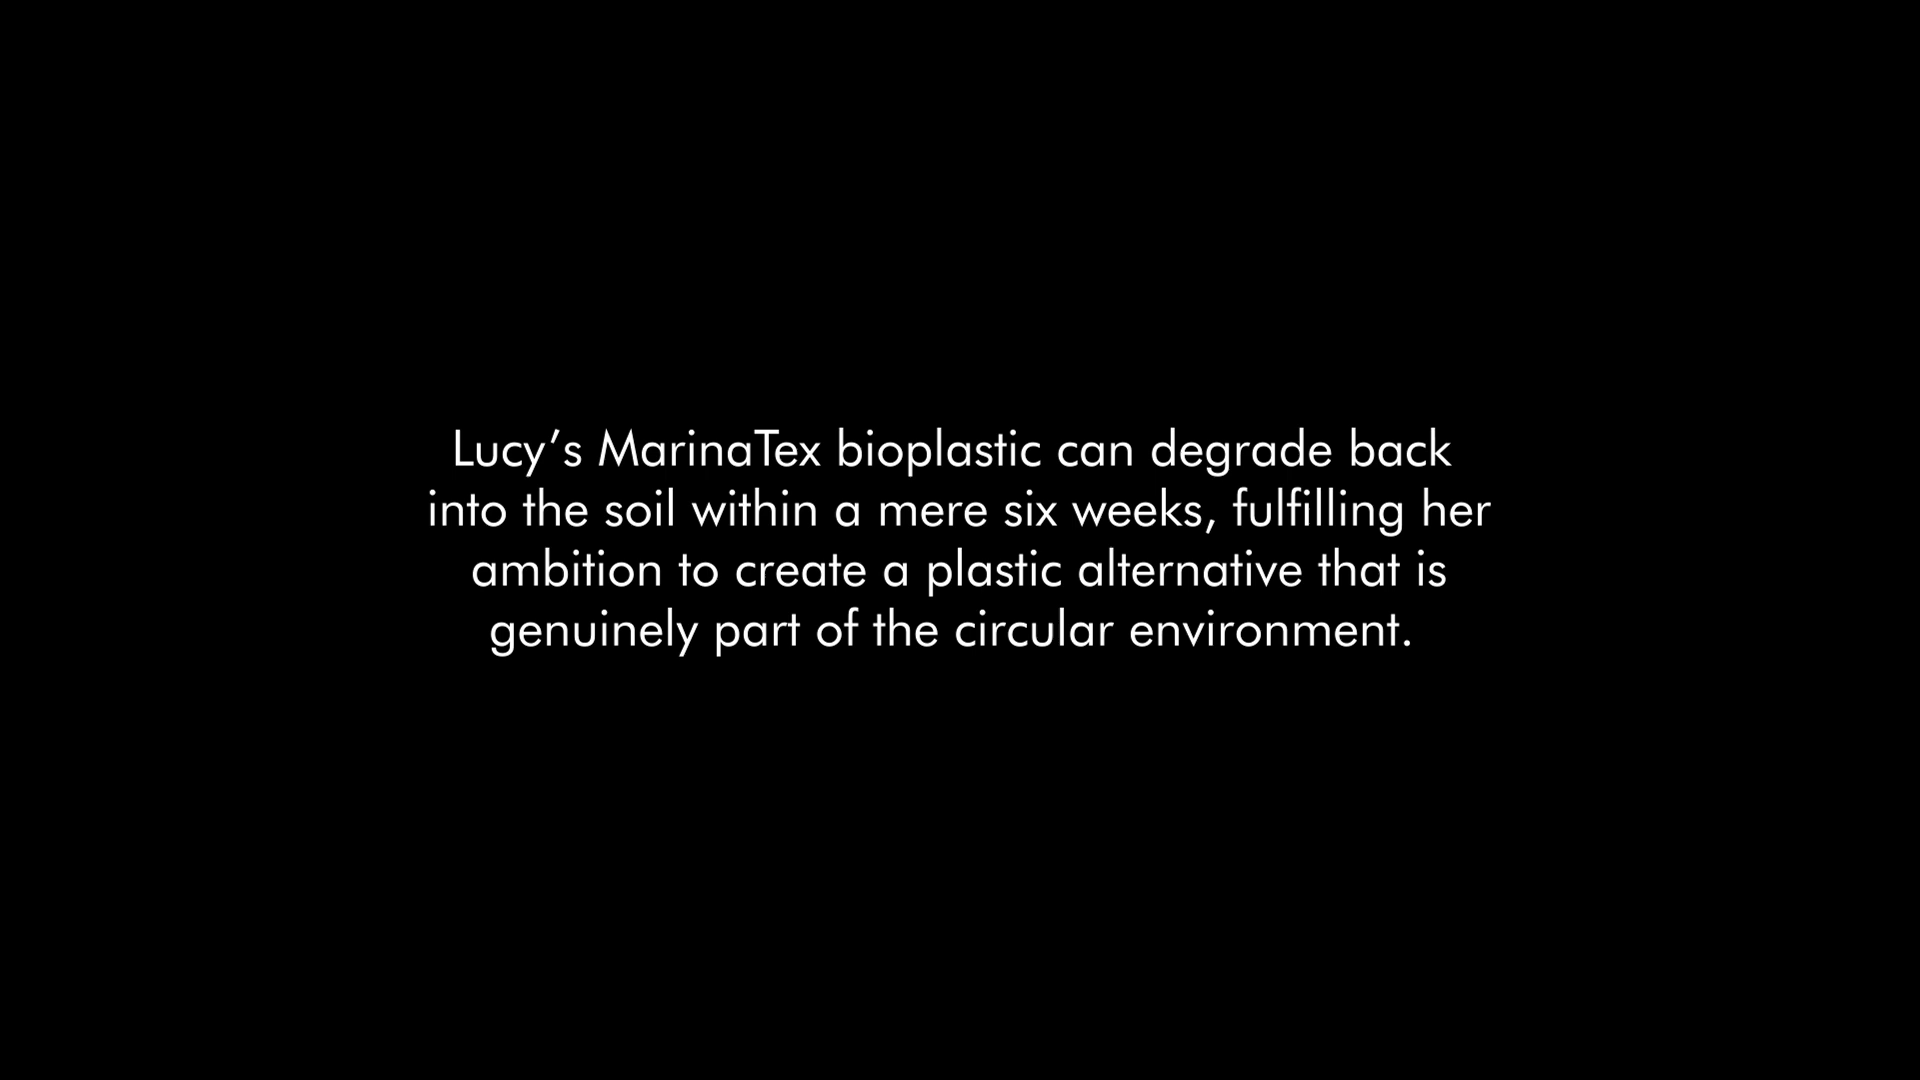 Lucy’s MarinaTex bioplastic can degrade back
into the soil within a mere six weeks, fulfilling her
ambition to create a plastic alternative that is
genuinely part of the circular environment.